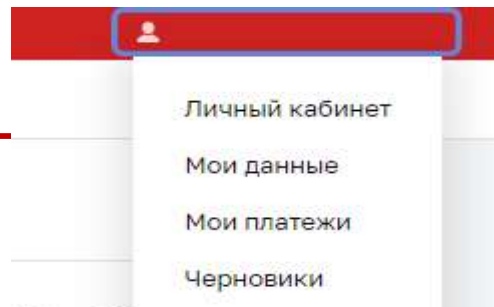 Личный кабинет
Мои данные
Мои платежи
Черновики